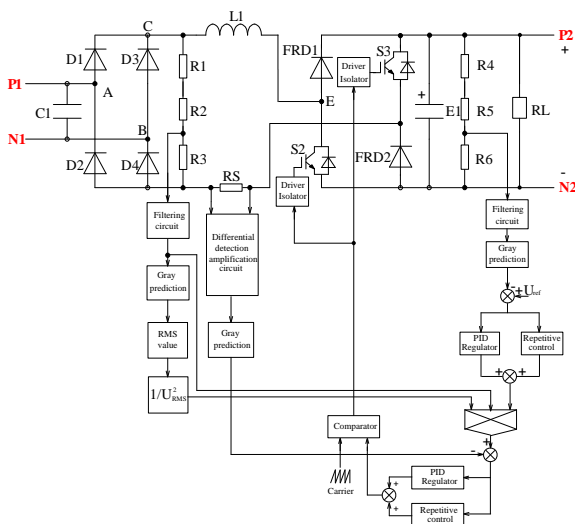 C
L1
P2
+
D1
D3
FRD1
S3
R1
Driver
Isolator
R4
P1
A
C1
R2
E
+
E1
R5
RL
N1
B
S2
D2
D4
R3
FRD2
R6
RS
Driver
Isolator
-
N2
Filtering
circuit
Differential
detection
amplification
circuit
Filtering
circuit
Gray
prediction
Gray
prediction
-
+Uref
RMS
value
Gray
prediction
PID
Regulator
Repetitive
control
+
+
1/U²RMS
Comparator
+
-
Carrier
PID
Regulator
+
+
Repetitive
control